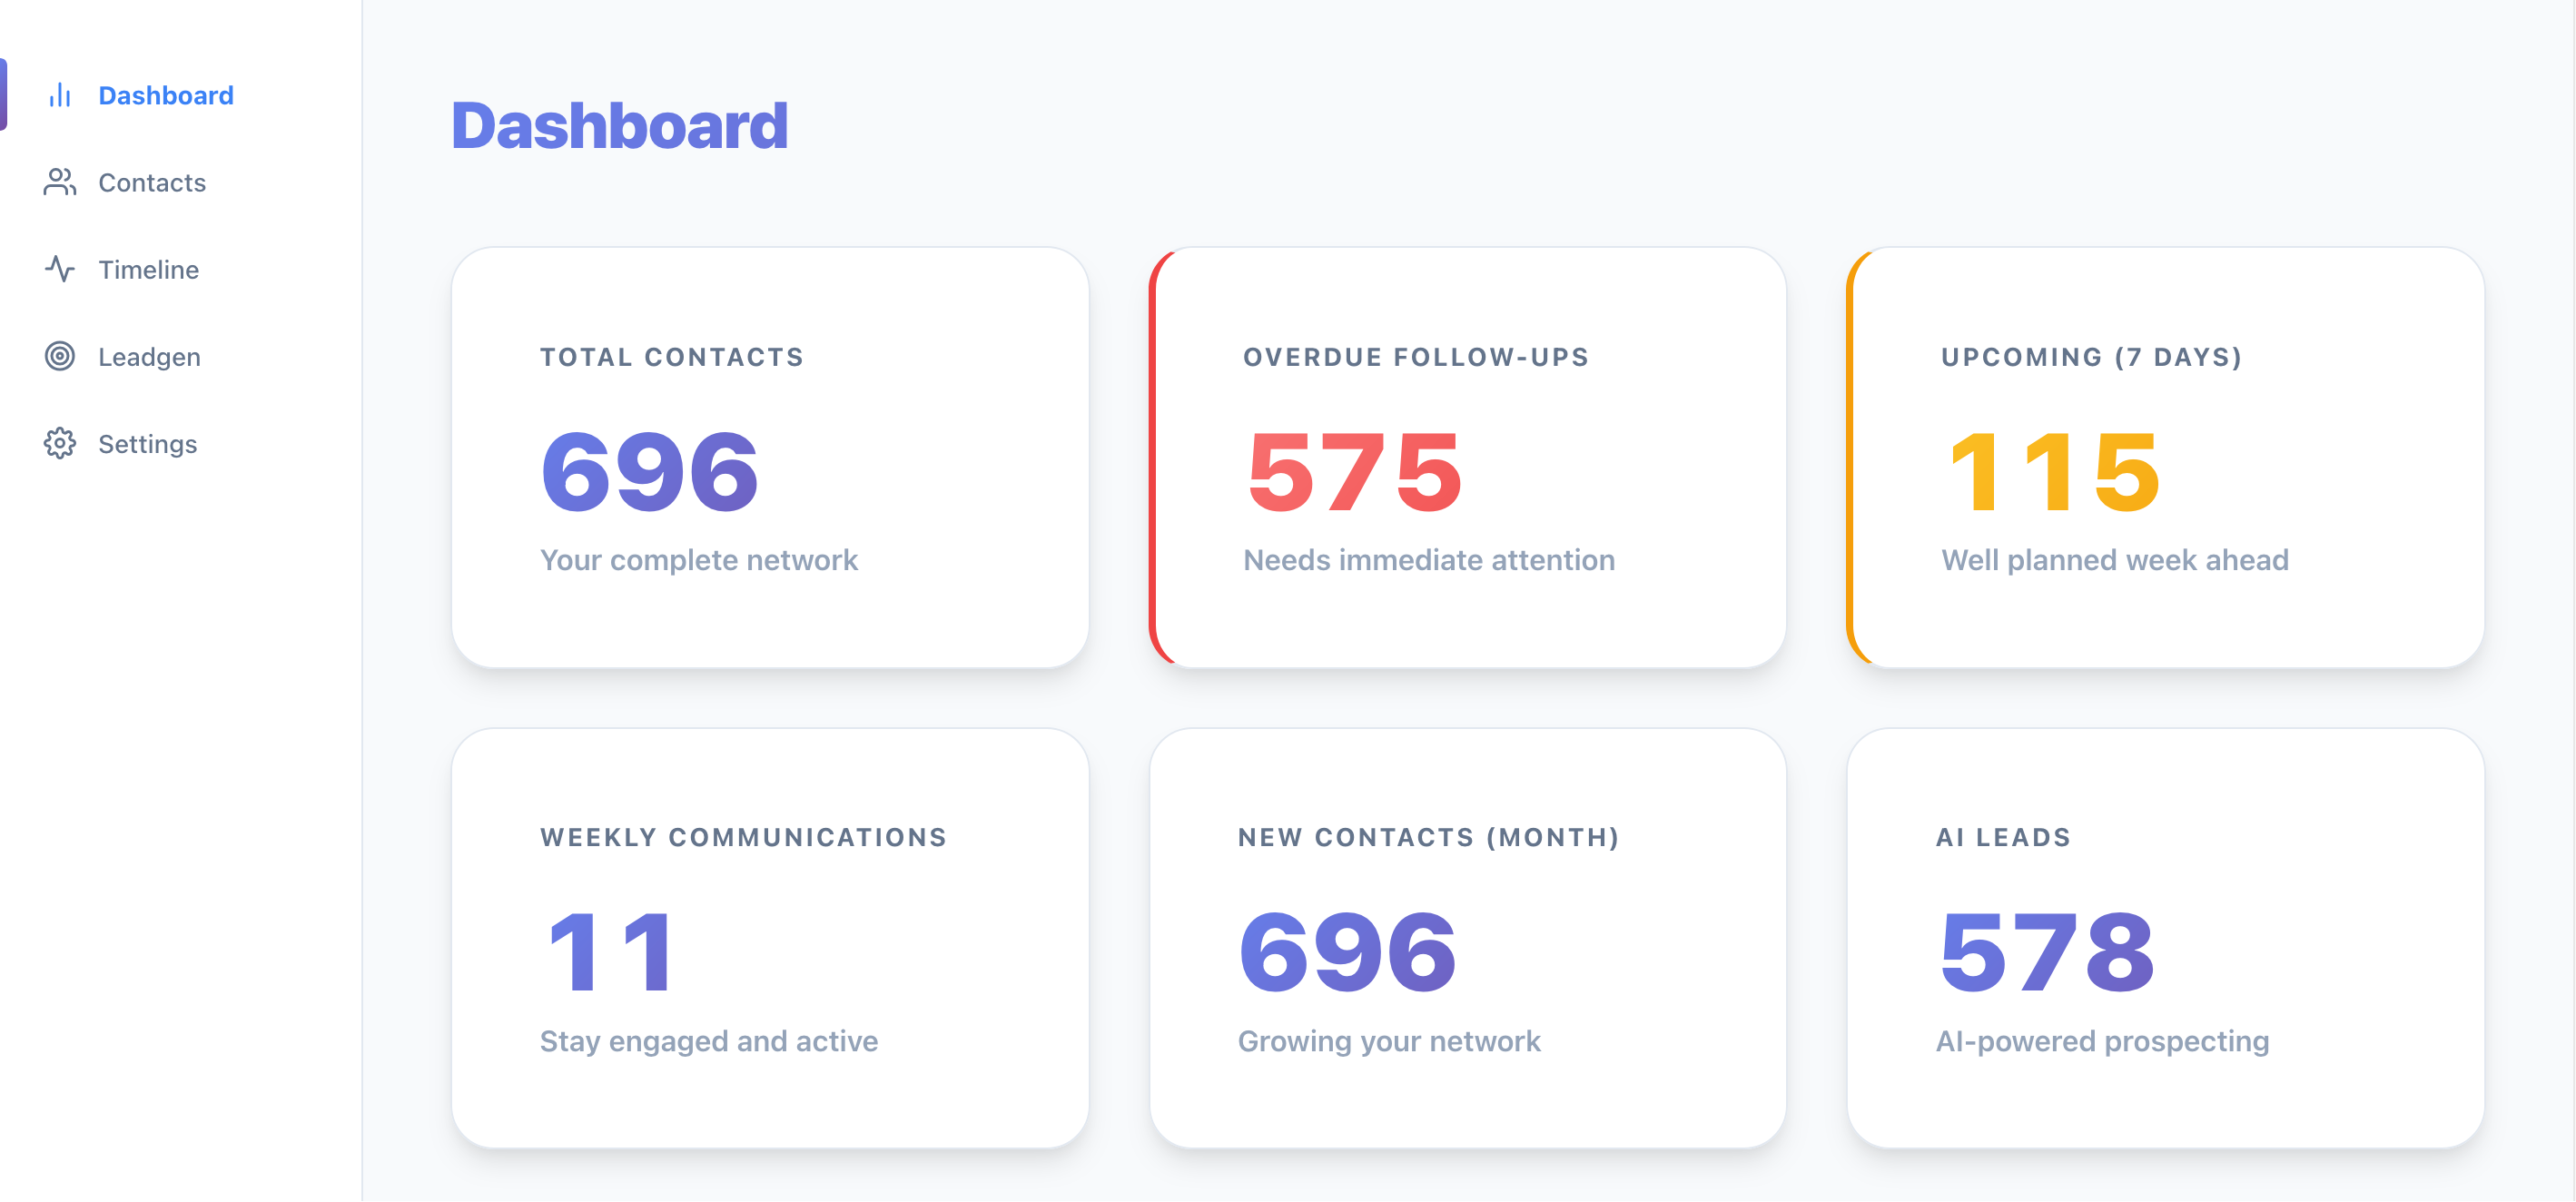 Dashboard
Contacts
Timeline
Leadgen
Settings
Dashboard
TOTAL CONTACTS
696
Your complete network
OVERDUE FOLLOW-UPS
575
Needs immediate attention
UPCOMING (7 DAYS)
115
Well planned week ahead
WEEKLY COMMUNICATIONS
11
Stay engaged and active
NEW CONTACTS (MONTH)
696
Growing your network
AI LEADS
578
AI-powered prospecting